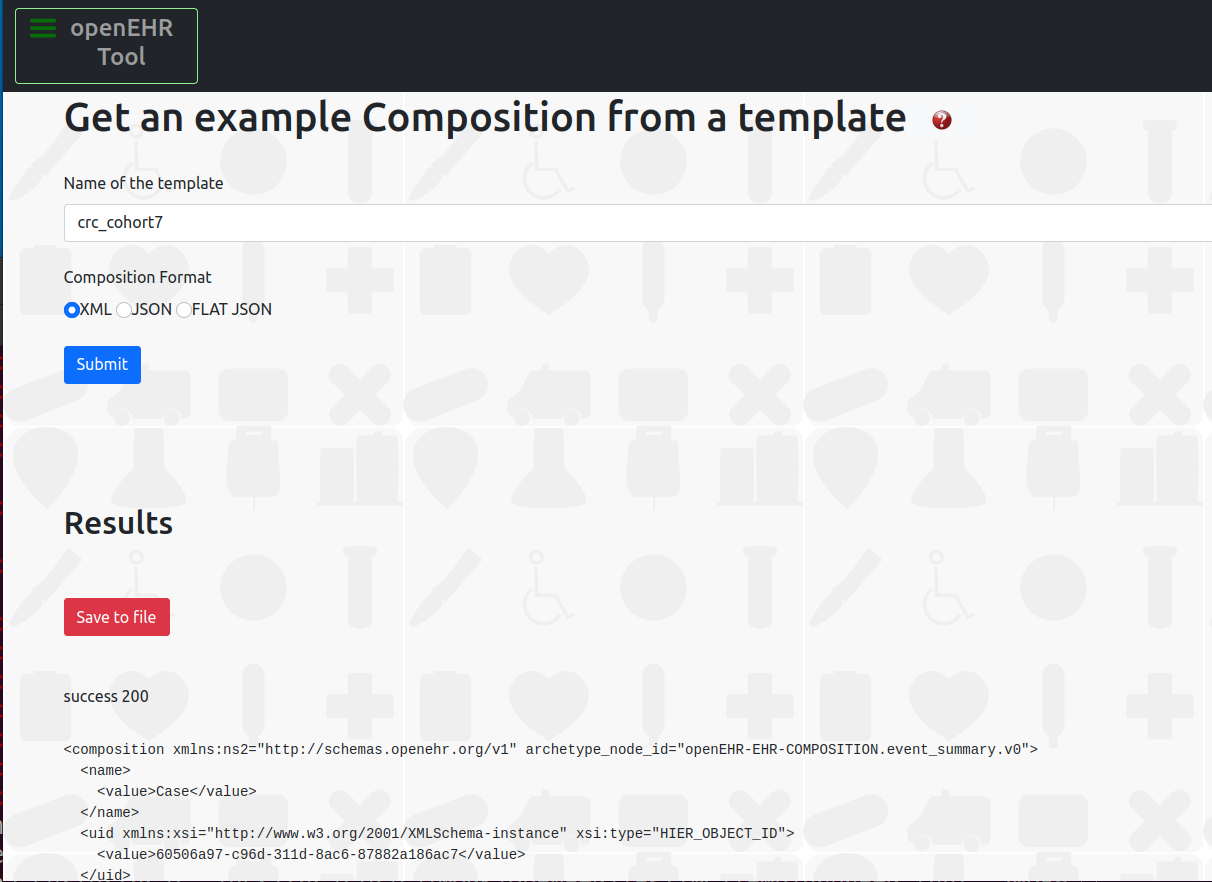 openEHR
Tool
Get an example Composition from a template ?
Name of the template
crc_cohort7
Composition Format
XML JSON FLAT JSON
Submit
Results
Save to file
success 200
<composition xmlns:ns2="http://schemas.openehr.org/v1" archetype_node_id="openEHR-EHR-COMPOSITION.event_summary.v0">
  <name>
    <value>Case</value>
  </name>
  <uid xmlns:xsi="http://www.w3.org/2001/XMLSchema-instance" xsi:type="HIER_OBJECT_ID">
    <value>60506a97-c96d-311d-8ac6-87882a186ac7</value>
  </uid>